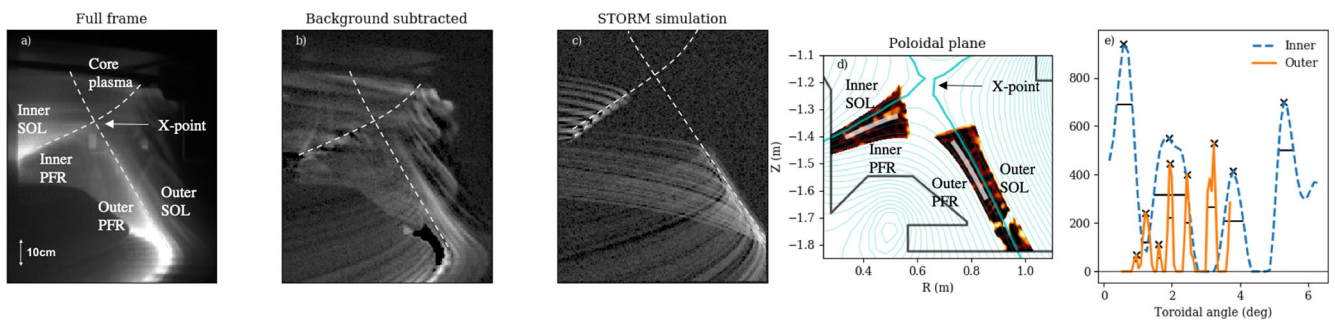 Full frame
a)
Core
plasma
Inner
SOL
X-point
Inner
PFR
Outer
PFR
Outer
SOL
10cm
Background subtracted
b)
STORM simulation
c)
Poloidal plane
d)
−1.1
−1.2
−1.3
−1.4
−1.5
−1.6
−1.7
−1.8
Z (m)
Inner
SOL
X-point
Inner
PFR
Outer
PFR
Outer
SOL
0.4 0.6 0.8 1.0
R (m)
e)
Inner
Outer
800
600
400
200
0
0 2 4 6
Toroidal angle (deg)